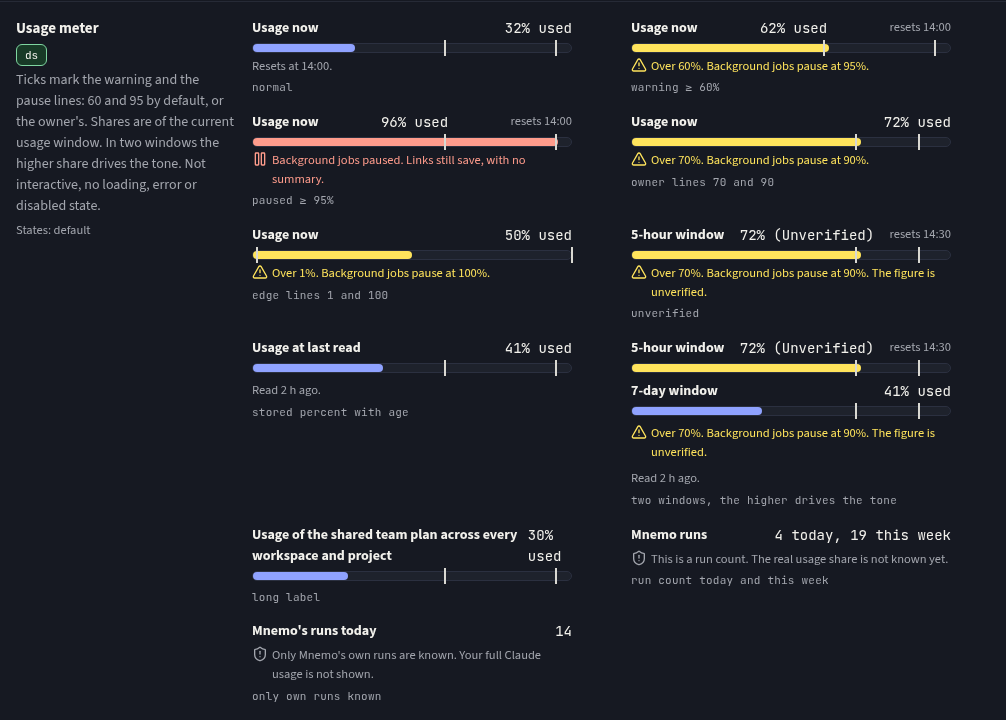 Usage meter
ds
Ticks mark the warning and the
pause lines: 60 and 95 by default, or
the owner's. Shares are of the current
usage window. In two windows the
higher share drives the tone. Not
interactive, no loading, error or
disabled state.
States: default
Usage now 32% used
Resets at 14:00.
normal
Usage now 62% used resets 14:00
Over 60%. Background jobs pause at 95%.
warning ≥ 60%
Usage now 96% used resets 14:00
Background jobs paused. Links still save, with no
summary.
paused ≥ 95%
Usage now 72% used
Over 70%. Background jobs pause at 90%.
owner lines 70 and 90
Usage now 50% used
Over 1%. Background jobs pause at 100%.
edge lines 1 and 100
5-hour window 72% (Unverified) resets 14:30
Over 70%. Background jobs pause at 90%. The figure is
unverified.
unverified
Usage at last read 41% used
Read 2 h ago.
stored percent with age
5-hour window 72% (Unverified) resets 14:30
7-day window 41% used
Over 70%. Background jobs pause at 90%. The figure is
unverified.
Read 2 h ago.
two windows, the higher drives the tone
Usage of the shared team plan across every 30%
workspace and project used
long label
Mnemo runs 4 today, 19 this week
This is a run count. The real usage share is not known yet.
run count today and this week
Mnemo's runs today 14
Only Mnemo's own runs are known. Your full Claude
usage is not shown.
only own runs known